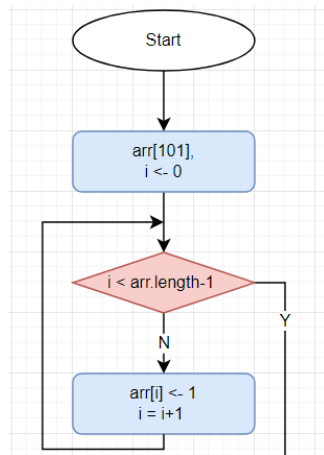 Start
arr[101],
i <- 0
i < arr.length-1
Y
N
arr[i] <- 1
i = i+1